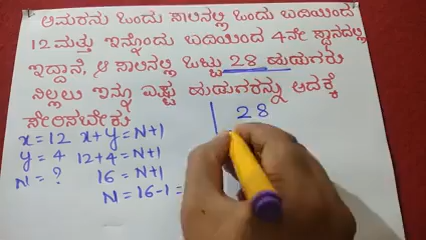 ಅಮರನು ಒಂದು ಸಾಲಿನಲ್ಲಿ ಒಂದು ಬದಿಯಿಂದ
12 ಮತ್ತು ಇನ್ನೊಂದು ಬದಿಯಿಂದ 4ನೇ ಸ್ಥಾನದಲ್ಲಿ
ಇದ್ದಾನೆ, ಆ ಸಾಲಿನಲ್ಲಿ ಒಟ್ಟು 28 ಹುಡುಗರು
ನಿಲ್ಲಲು ಇನ್ನೂ ಎಷ್ಟು ಹುಡುಗರನ್ನು ಅದಕ್ಕೆ
ಸೇರಿಸಬೇಕು
x = 12 x + y = N+1
y = 4 12+4 = N+1
N = ? 16 = N+1
N = 16-1 =
28